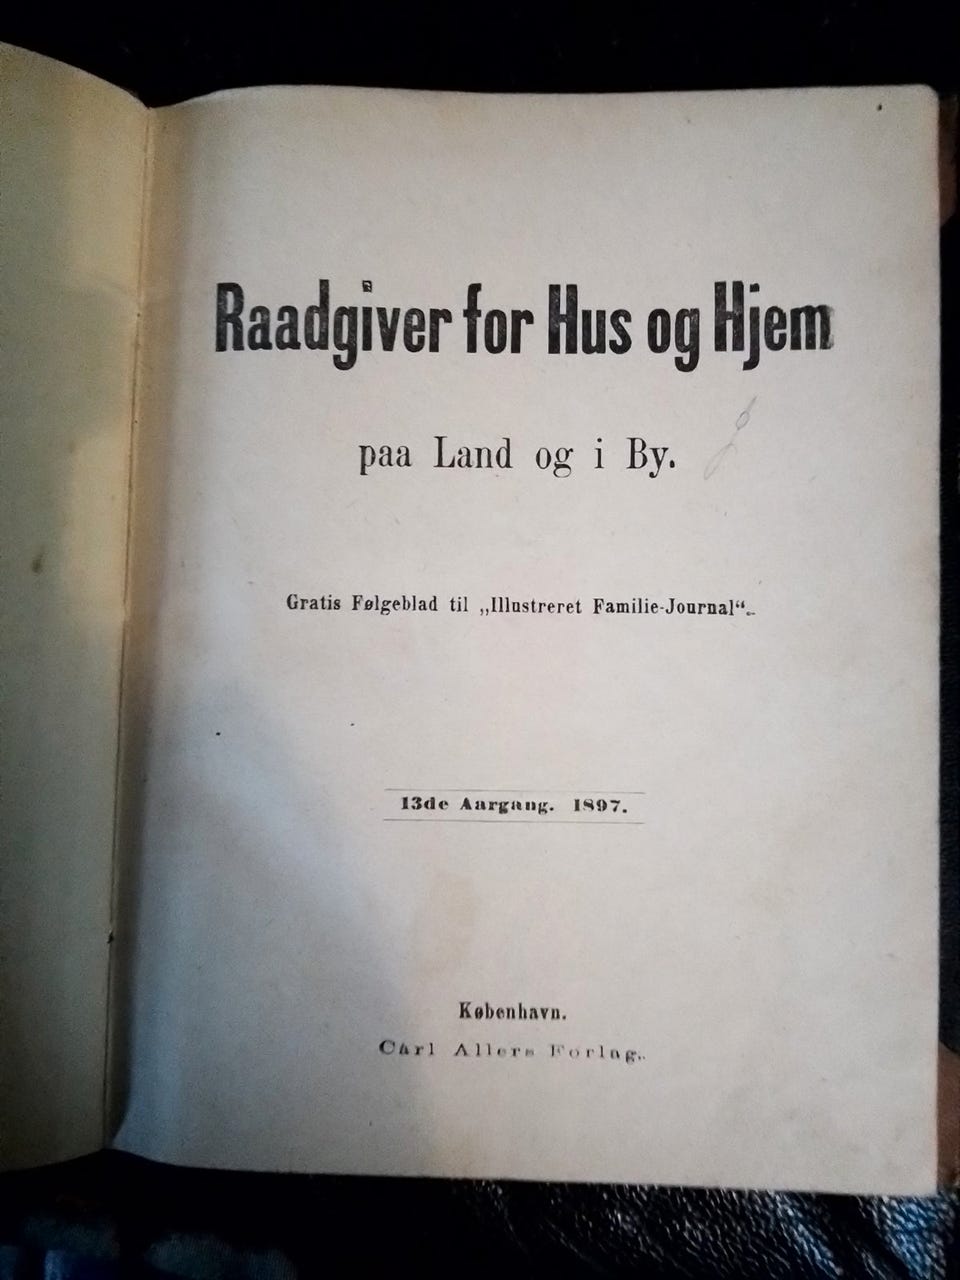 Raadgiver for Hus og Hjem
paa Land og i By.
Gratis Følgeblad til „Illustreret Familie-Journal“.
13de Aargang. 1897.
København.
Carl Allers Forlag.